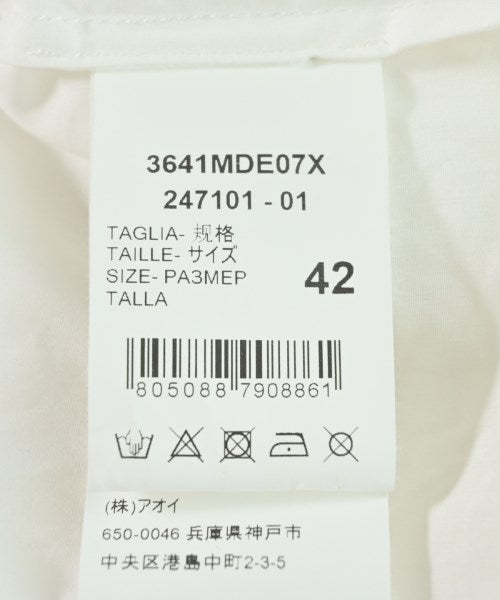 3641MDE07X
247101 - 01
TAGLIA- 规格
TAILLE- サイズ
SIZE- РАЗМЕР
TALLA
42
805088 7908861
(株)アオイ
650-0046 兵庫県神戸市
中央区港島中町2-3-5